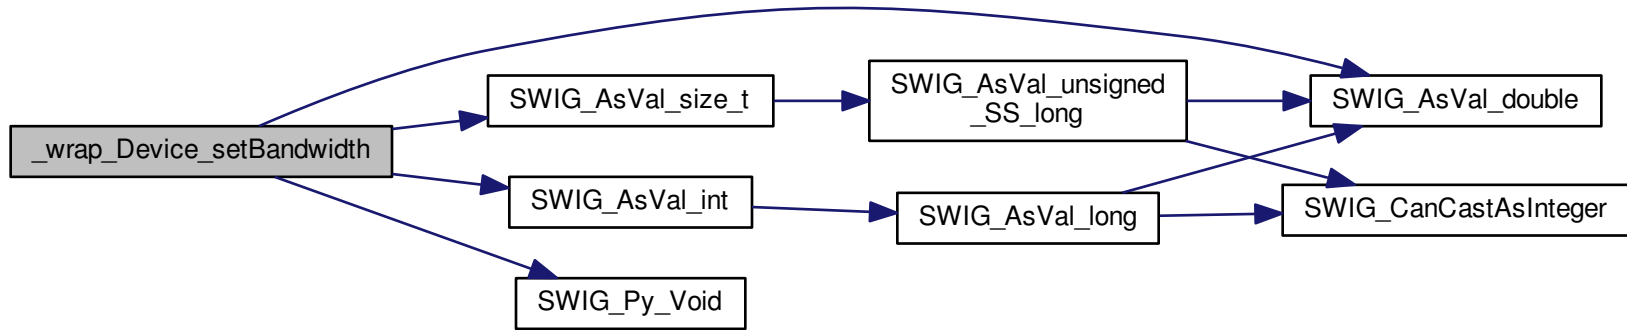 _wrap_Device_setBandwidth
SWIG_AsVal_size_t
SWIG_AsVal_int
SWIG_Py_Void
SWIG_AsVal_unsigned
_SS_long
SWIG_AsVal_long
SWIG_AsVal_double
SWIG_CanCastAsInteger